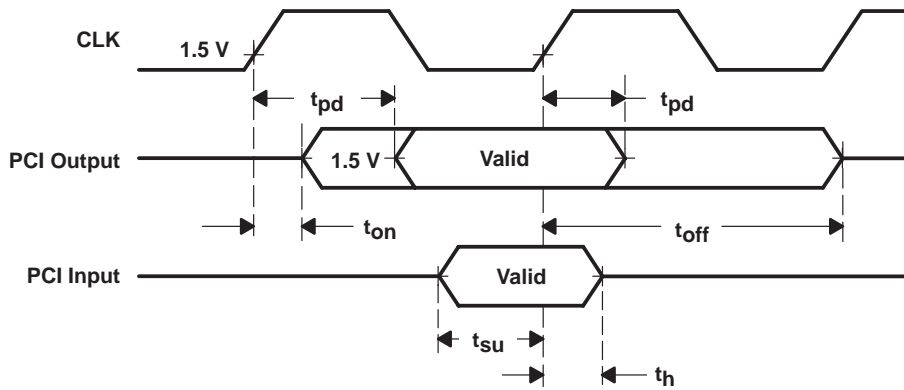 CLK
1.5 V
tpd
tpd
PCI Output
1.5 V
Valid
ton
toff
PCI Input
Valid
tsu
th